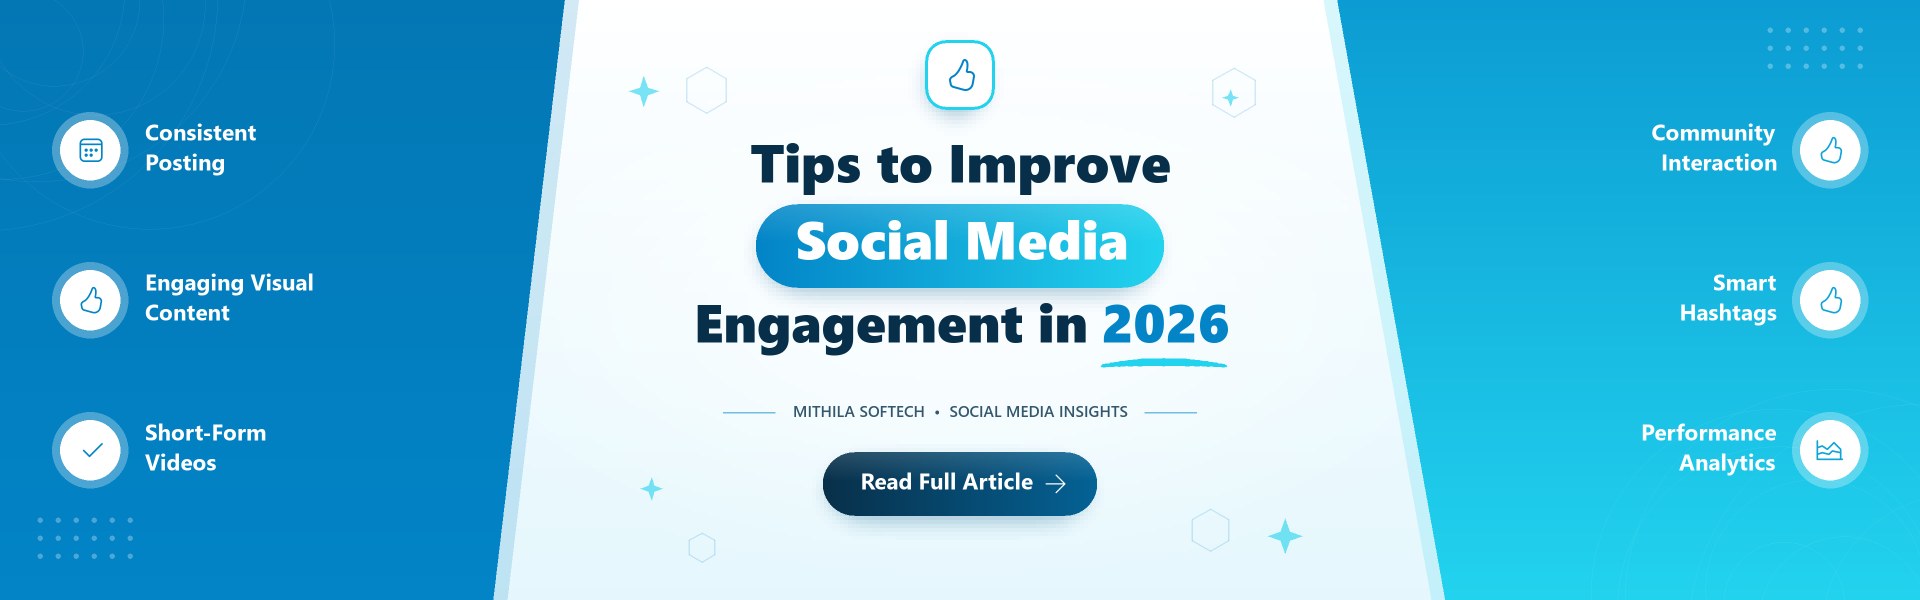 Consistent
Posting
Engaging Visual
Content
Short-Form
Videos
Tips to Improve
Social Media
Engagement in 2026
MITHILA SOFTECH • SOCIAL MEDIA INSIGHTS
Read Full Article →
Community
Interaction
Smart
Hashtags
Performance
Analytics